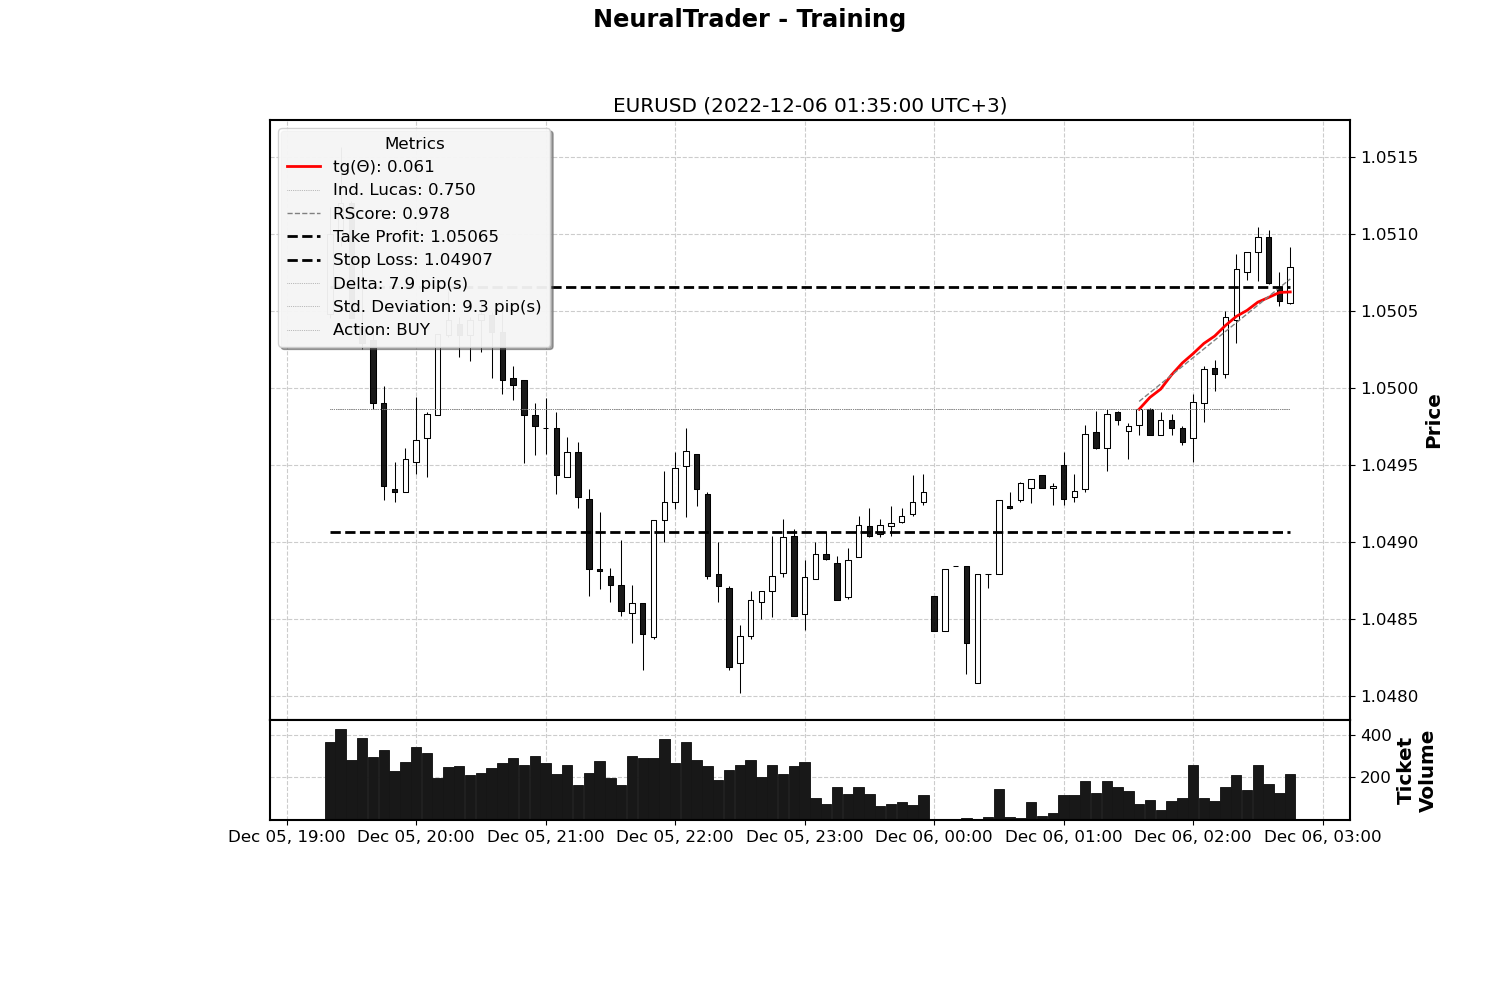 NeuralTrader - Training
EURUSD (2022-12-06 01:35:00 UTC+3)
Metrics
tg(Θ): 0.061
Ind. Lucas: 0.750
RScore: 0.978
Take Profit: 1.05065
Stop Loss: 1.04907
Delta: 7.9 pip(s)
Std. Deviation: 9.3 pip(s)
Action: BUY
1.0515
1.0510
1.0505
1.0500
1.0495
1.0490
1.0485
1.0480
Price
400
200
Ticket
Volume
Dec 05, 19:00
Dec 05, 20:00
Dec 05, 21:00
Dec 05, 22:00
Dec 05, 23:00
Dec 06, 00:00
Dec 06, 01:00
Dec 06, 02:00
Dec 06, 03:00